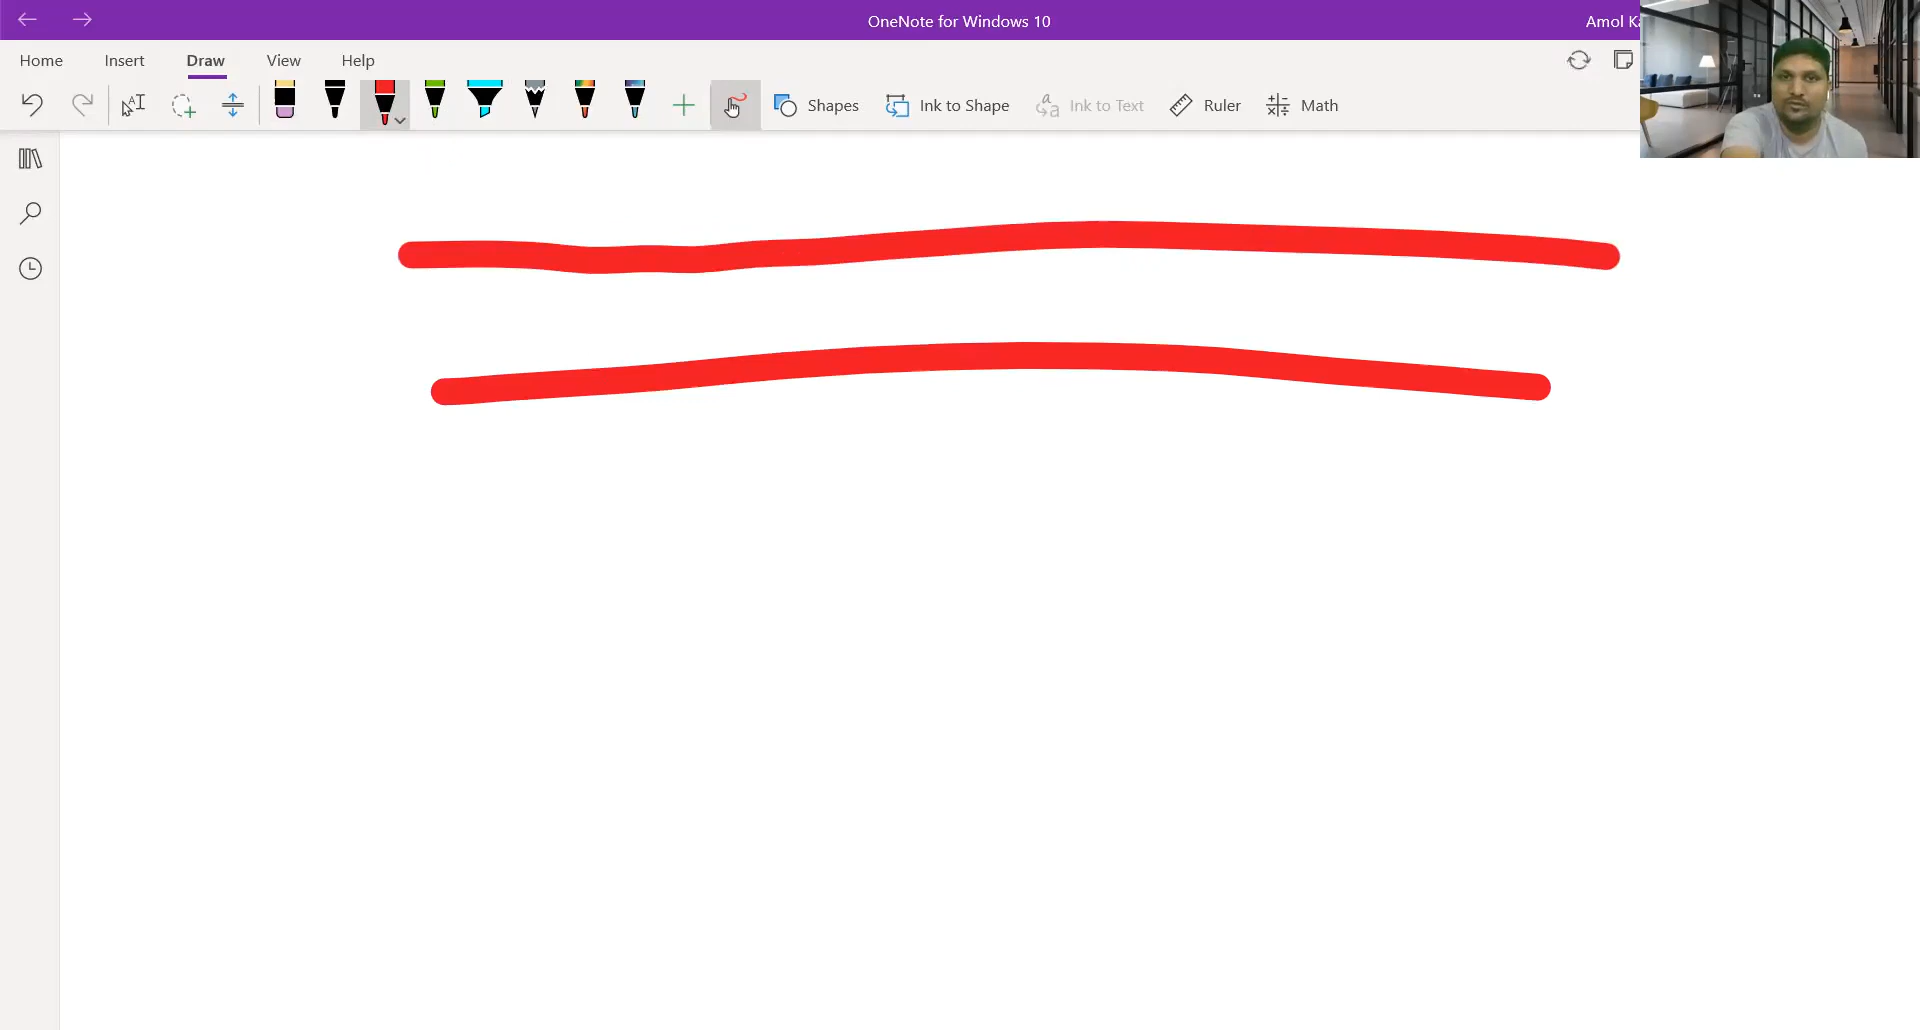 OneNote for Windows 10
Amol Ka
Home Insert Draw View Help
Shapes Ink to Shape Ink to Text Ruler Math